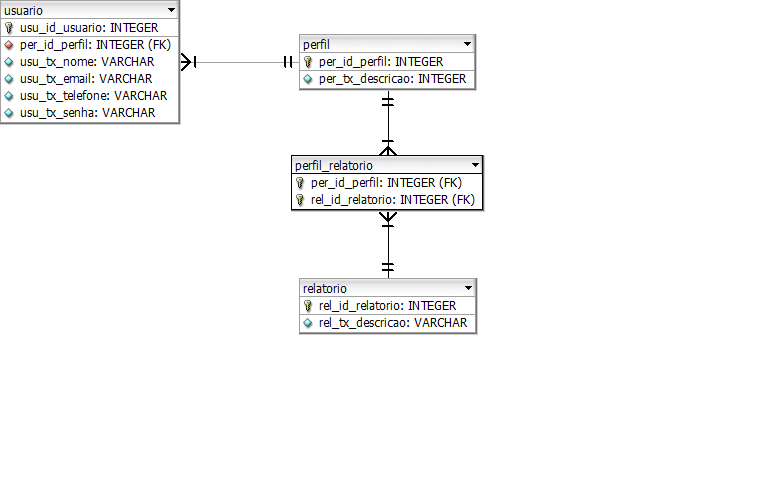 usuario
usu_id_usuario: INTEGER
per_id_perfil: INTEGER (FK)
usu_tx_nome: VARCHAR
usu_tx_email: VARCHAR
usu_tx_telefone: VARCHAR
usu_tx_senha: VARCHAR
perfil
per_id_perfil: INTEGER
per_tx_descricao: INTEGER
perfil_relatorio
per_id_perfil: INTEGER (FK)
rel_id_relatorio: INTEGER (FK)
relatorio
rel_id_relatorio: INTEGER
rel_tx_descricao: VARCHAR